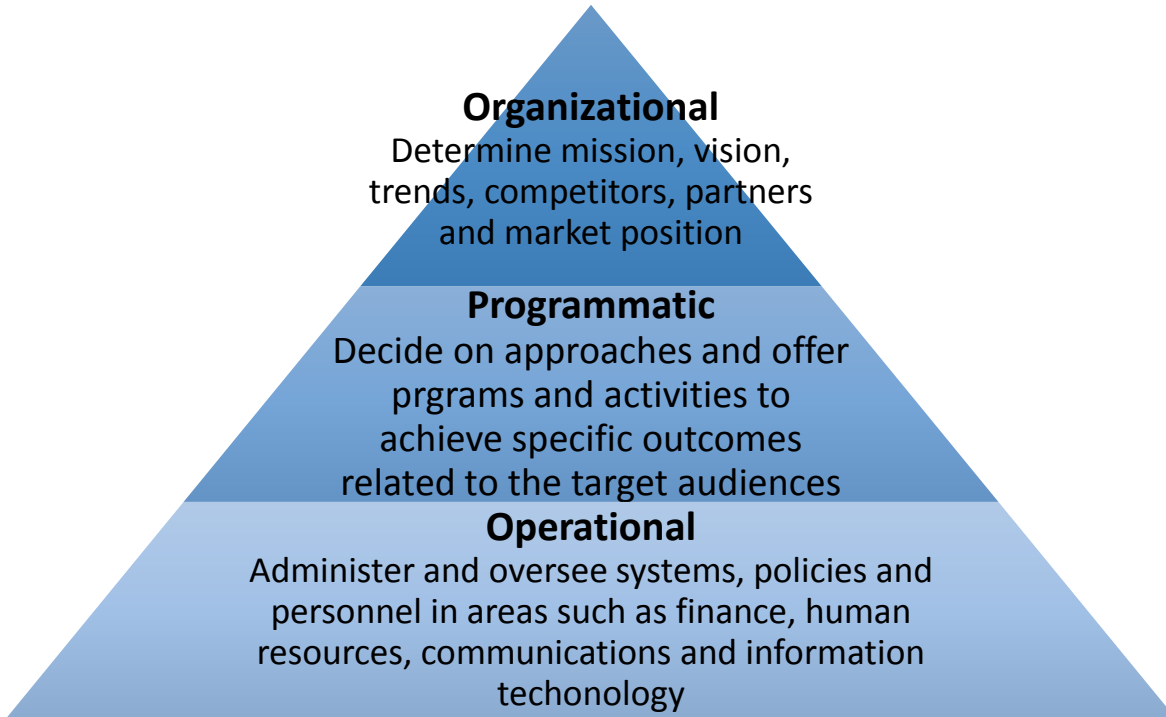 Organizational
Determine mission, vision,
trends, competitors, partners
and market position
Programmatic
Decide on approaches and offer
prgrams and activities to
achieve specific outcomes
related to the target audiences
Operational
Administer and oversee systems, policies and
personnel in areas such as finance, human
resources, communications and information
techonology